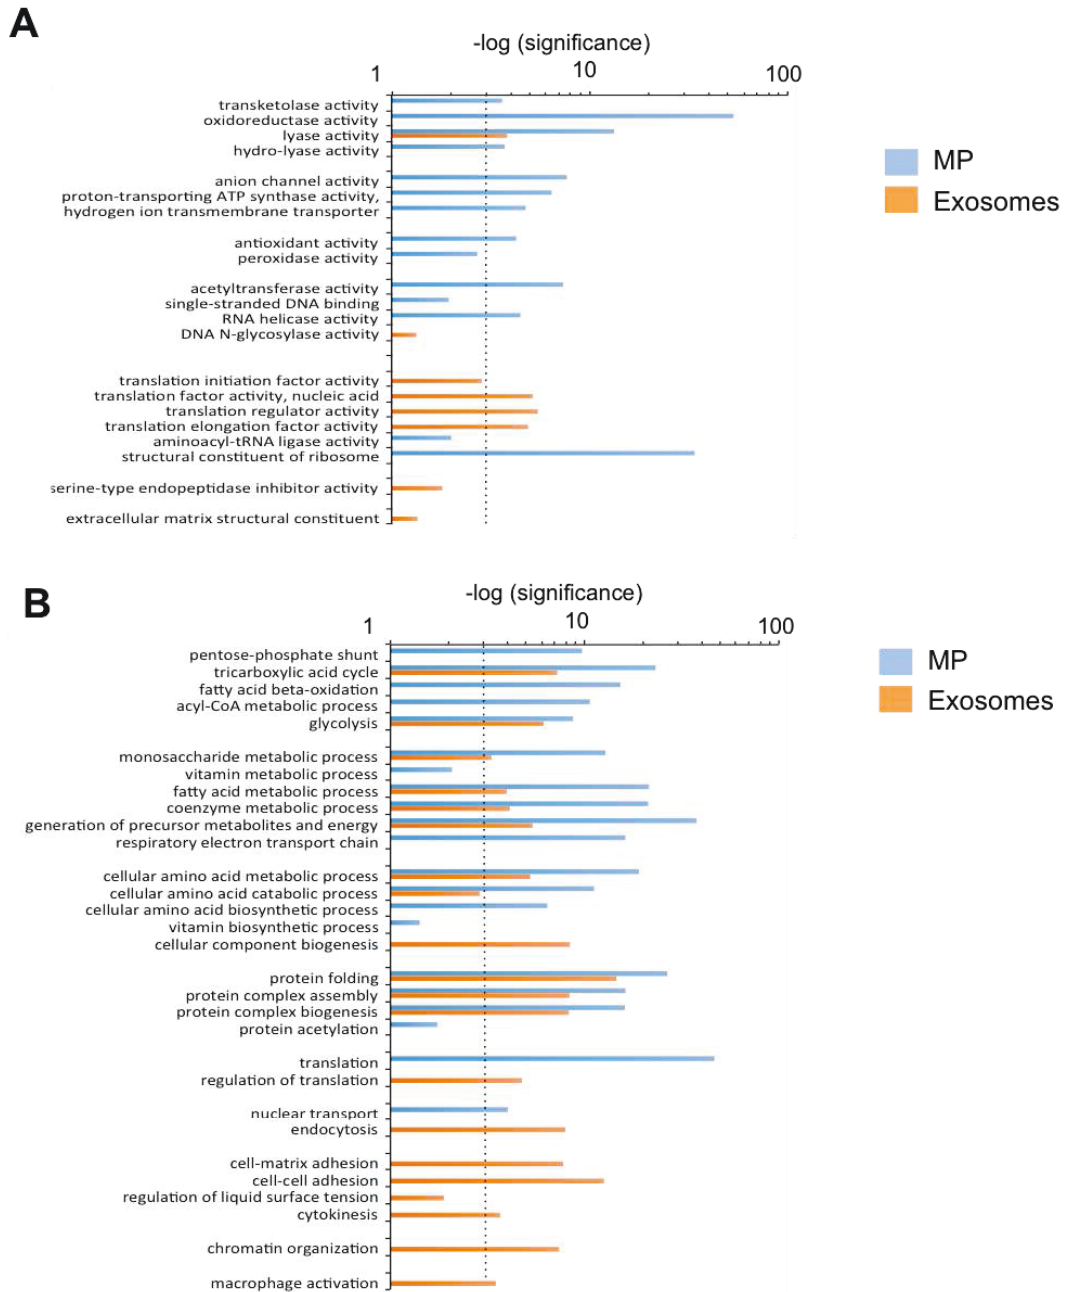 A
-log (significance)
1 10 100
transketolase activity
oxidoreductase activity
lyase activity
hydro-lyase activity
anion channel activity
proton-transporting ATP synthase activity,
hydrogen ion transmembrane transporter
antioxidant activity
peroxidase activity
acetyltransferase activity
single-stranded DNA binding
RNA helicase activity
DNA N-glycosylase activity
translation initiation factor activity
translation factor activity, nucleic acid
translation regulator activity
translation elongation factor activity
aminoacyl-tRNA ligase activity
structural constituent of ribosome
serine-type endopeptidase inhibitor activity
extracellular matrix structural constituent
MP
Exosomes
B
-log (significance)
1 10 100
pentose-phosphate shunt
tricarboxylic acid cycle
fatty acid beta-oxidation
acyl-CoA metabolic process
glycolysis
monosaccharide metabolic process
vitamin metabolic process
fatty acid metabolic process
coenzyme metabolic process
generation of precursor metabolites and energy
respiratory electron transport chain
cellular amino acid metabolic process
cellular amino acid catabolic process
cellular amino acid biosynthetic process
vitamin biosynthetic process
cellular component biogenesis
protein folding
protein complex assembly
protein complex biogenesis
protein acetylation
translation
regulation of translation
nuclear transport
endocytosis
cell-matrix adhesion
cell-cell adhesion
regulation of liquid surface tension
cytokinesis
chromatin organization
macrophage activation
MP
Exosomes